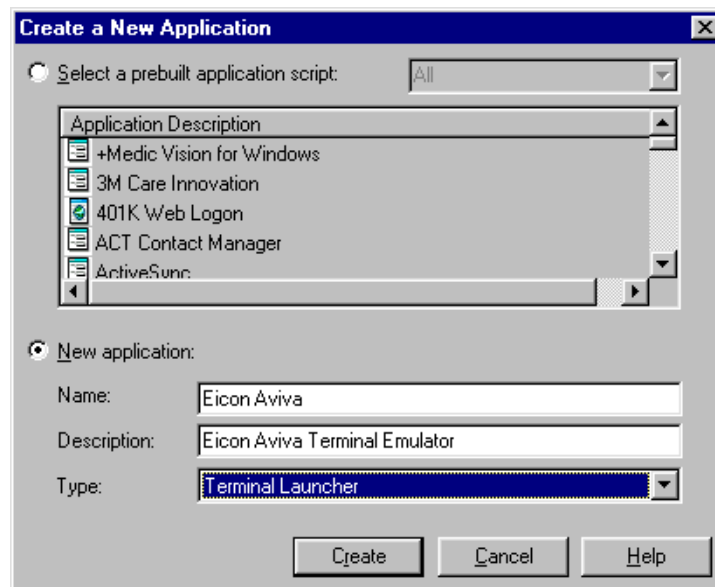 Create a New Application
Select a prebuilt application script: All
Application Description
+Medic Vision for Windows
3M Care Innovation
401K Web Logon
ACT Contact Manager
ActiveSync
New application:
Name: Eicon Aviva
Description: Eicon Aviva Terminal Emulator
Type: Terminal Launcher
Create Cancel Help